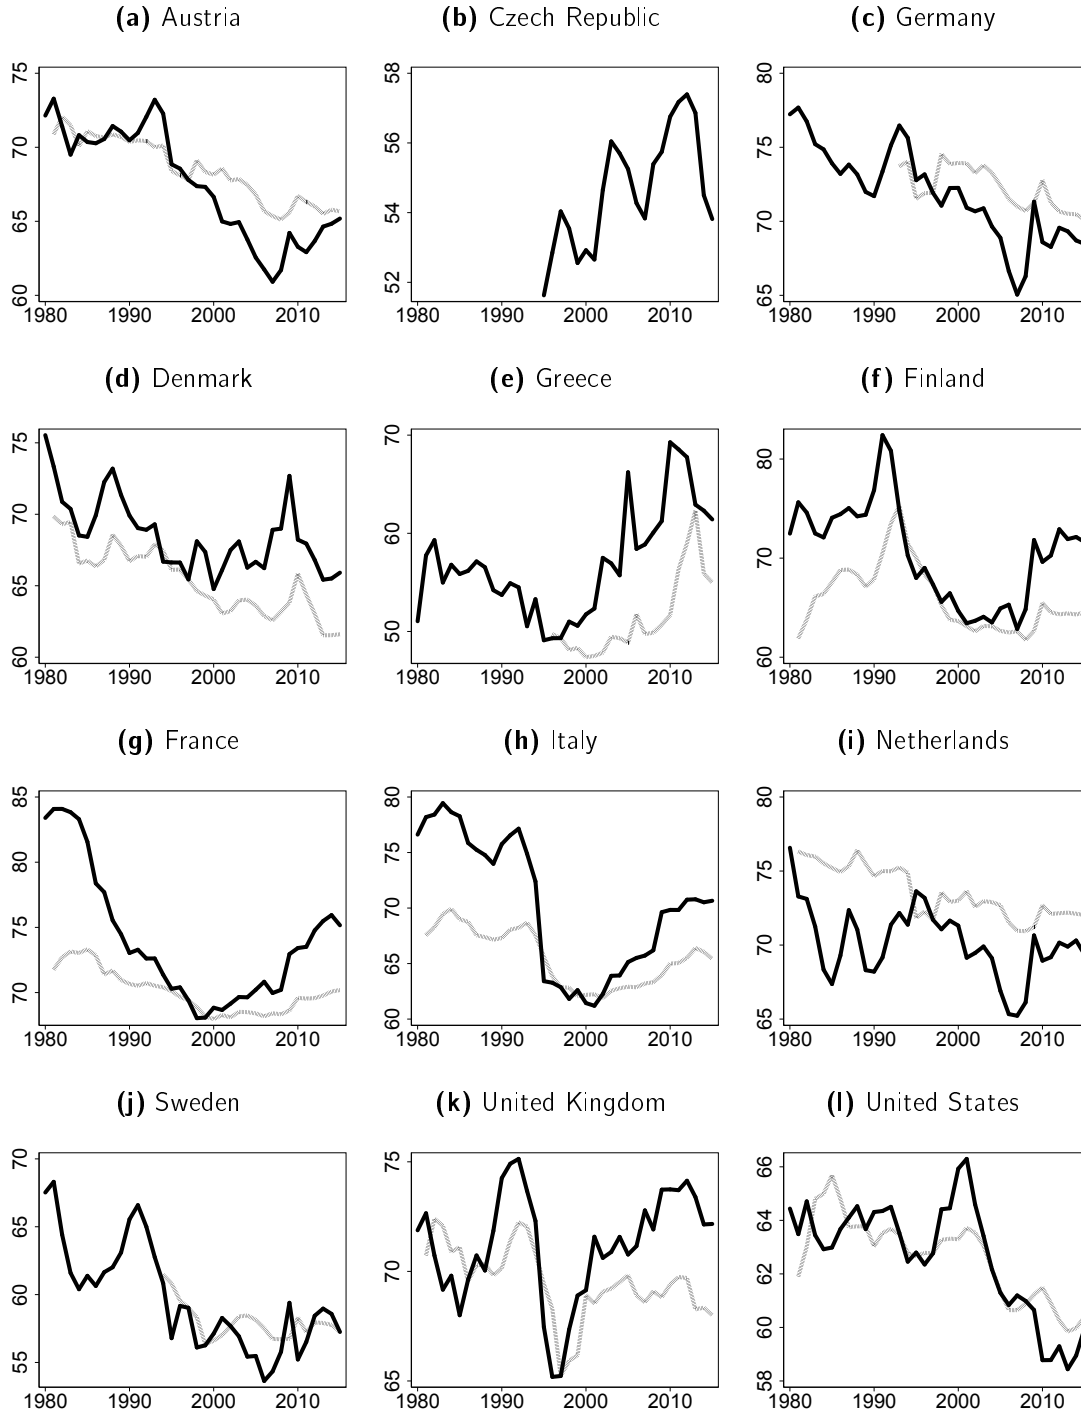 (a) Austria (b) Czech Republic (c) Germany
75 70 65 60
1980 1990 2000 2010
58 56 54 52
1980 1990 2000 2010
80 75 70 65
1980 1990 2000 2010
(d) Denmark (e) Greece (f) Finland
75 70 65 60
1980 1990 2000 2010
70 60 50
1980 1990 2000 2010
80 70 60
1980 1990 2000 2010
(g) France (h) Italy (i) Netherlands
85 80 75 70
1980 1990 2000 2010
80 75 70 65 60
1980 1990 2000 2010
80 75 70 65
1980 1990 2000 2010
(j) Sweden (k) United Kingdom (l) United States
70 65 60 55
1980 1990 2000 2010
75 70 65
1980 1990 2000 2010
66 64 62 60 58
1980 1990 2000 2010